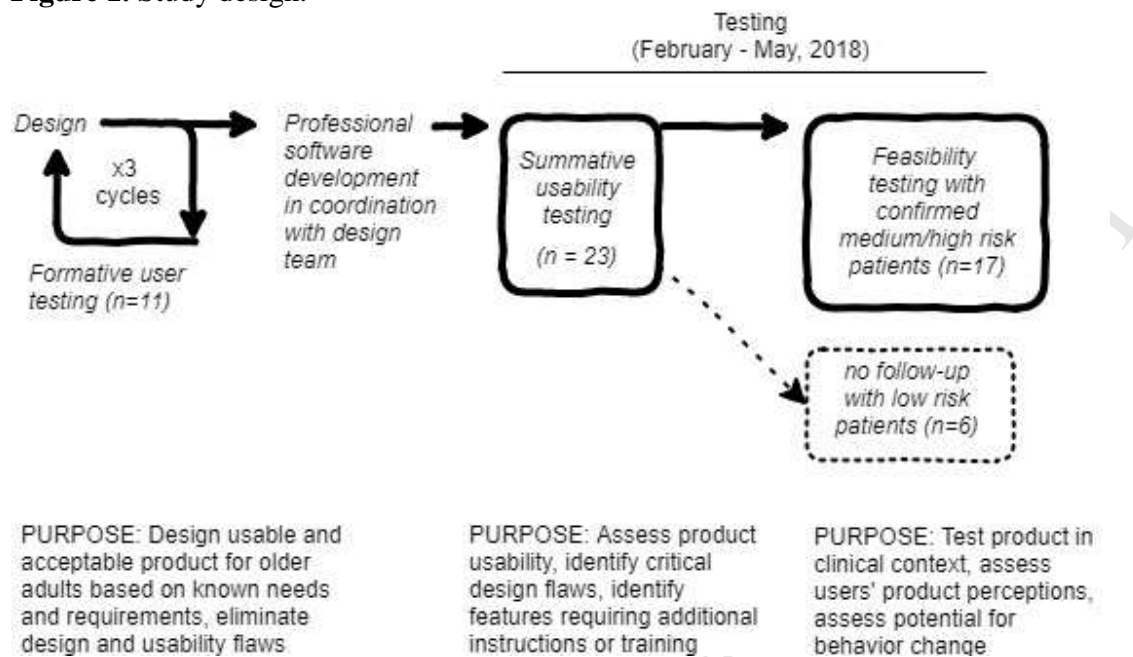 Testing
(February - May, 2018)
Design
x3
cycles
Formative user
testing (n=11)
Professional
software
development
in coordination
with design
team
Summative
usability
testing
(n = 23)
Feasibility
testing with
confirmed
medium/high risk
patients (n=17)
no follow-up
with low risk
patients (n=6)
PURPOSE: Design usable and
acceptable product for older
adults based on known needs
and requirements, eliminate
design and usability flaws
PURPOSE: Assess product
usability, identify critical
design flaws, identify
features requiring additional
instructions or training
PURPOSE: Test product in
clinical context, assess
users' product perceptions,
assess potential for
behavior change